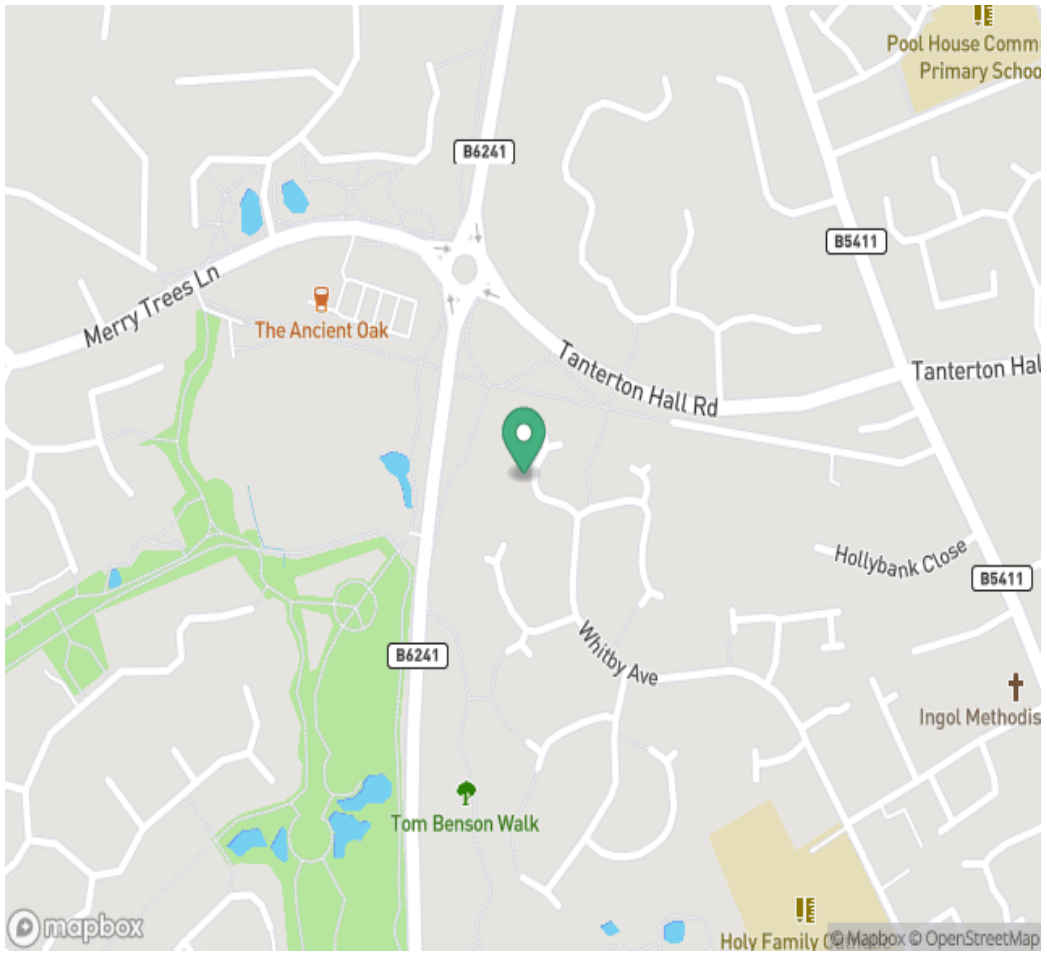 Pool House Comm
Primary Schoo
B6241
B5411
Merry Trees Ln
The Ancient Oak
Tanterton Hall Rd
Tanterton Hal
Hollybank Close
B5411
B6241
Whitby Ave
Ingol Methodis
Tom Benson Walk
Holy Family
mapbox
© Mapbox © OpenStreetMap